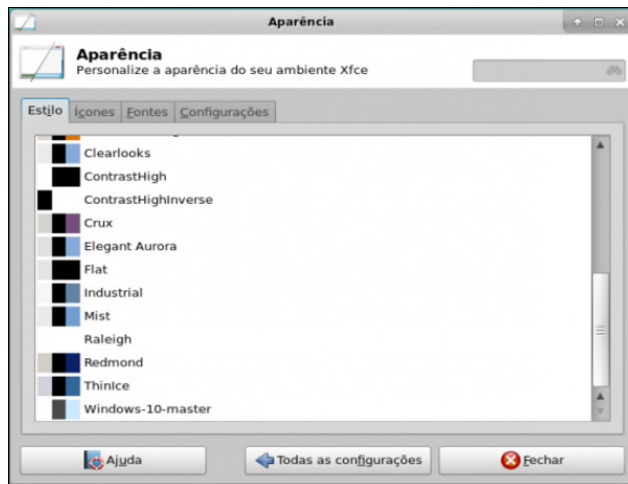 Aparência
Aparência
Personalize a aparência do seu ambiente Xfce
Estilo Ícones Fontes Configurações
Clearlooks
ContrastHigh
ContrastHighInverse
Crux
Elegant Aurora
Flat
Industrial
Mist
Raleigh
Redmond
ThinIce
Windows-10-master
Ajuda Todas as configurações Fechar